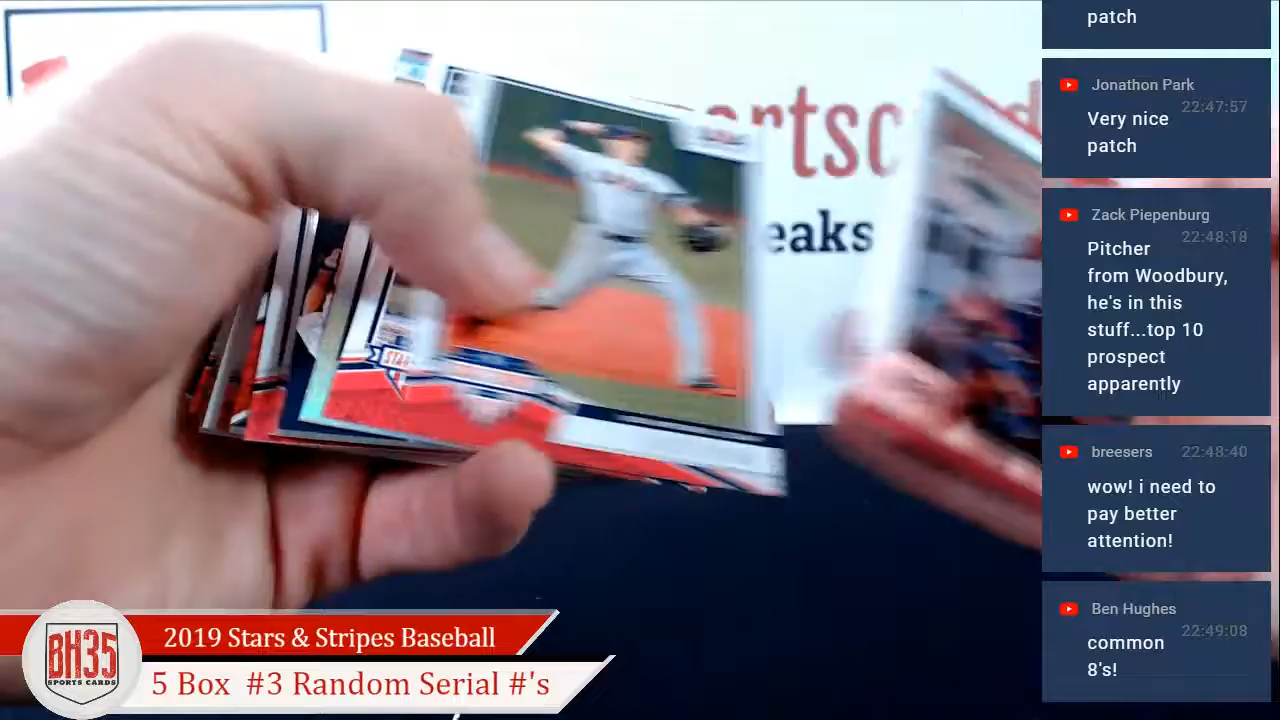 rtsc
eaks
STAR
patch
Jonathon Park
22:47:57
Very nice
patch
Zack Piepenburg
22:48:18
Pitcher
from Woodbury,
he's in this
stuff...top 10
prospect
apparently
breesers 22:48:40
wow! i need to
pay better
attention!
Ben Hughes
22:49:08
common
8's!
BH35
SPORTS CARDS
2019 Stars & Stripes Baseball
5 Box #3 Random Serial #'s